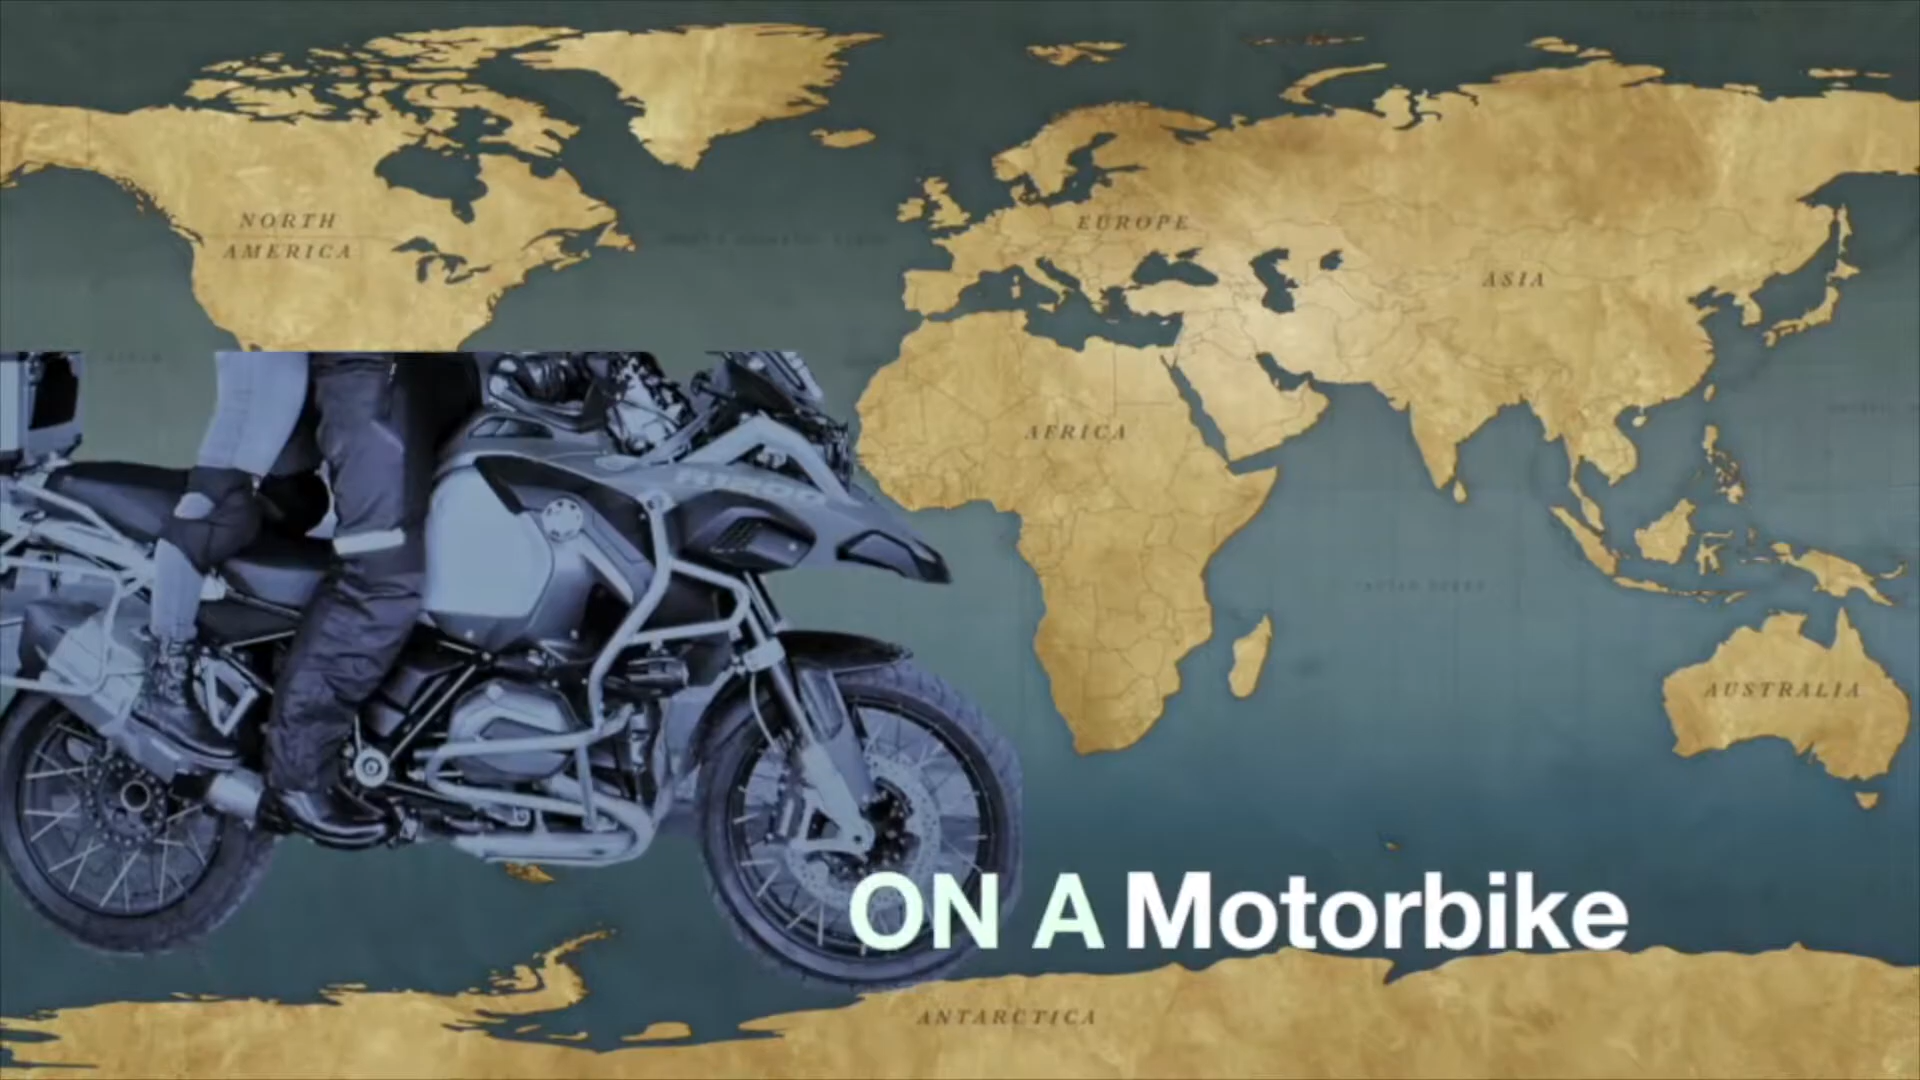 NORTH
AMERICA
EUROPE
ASIA
AFRICA
AUSTRALIA
ON A Motorbike
ANTARCTICA